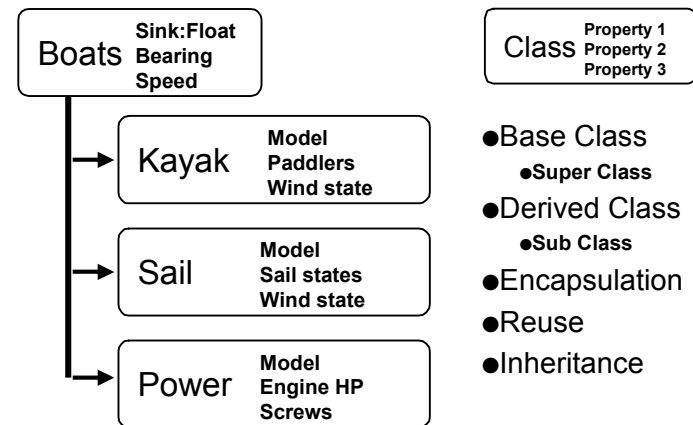 Boats
Sink:Float
Bearing
Speed
Kayak
Model
Paddlers
Wind state
Sail
Model
Sail states
Wind state
Power
Model
Engine HP
Screws
Class
Property 1
Property 2
Property 3
●Base Class
●Super Class
●Derived Class
●Sub Class
●Encapsulation
●Reuse
●Inheritance